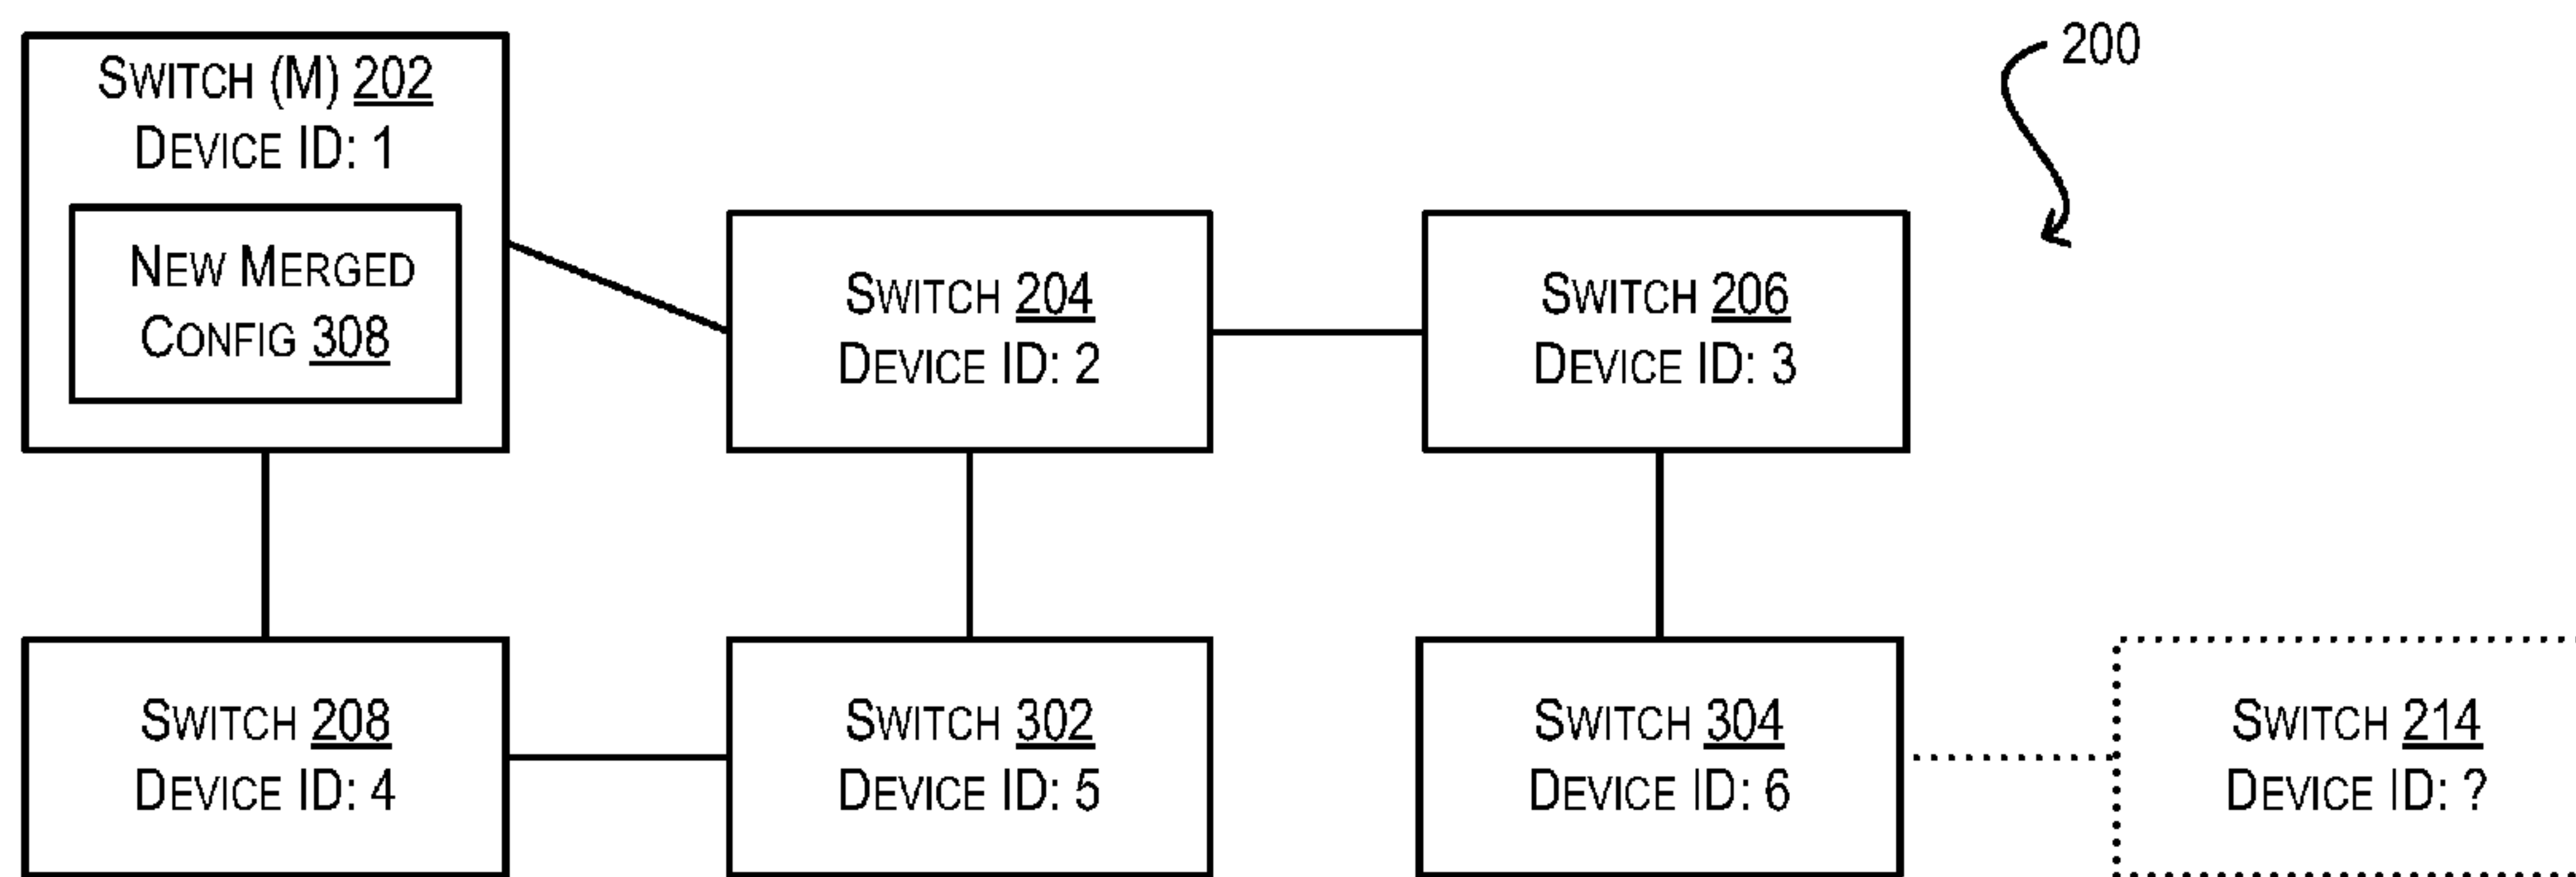 200
SWITCH (M) 202
DEVICE ID: 1
NEW MERGED
CONFIG 308
SWITCH 204
DEVICE ID: 2
SWITCH 206
DEVICE ID: 3
SWITCH 208
DEVICE ID: 4
SWITCH 302
DEVICE ID: 5
SWITCH 304
DEVICE ID: 6
SWITCH 214
DEVICE ID: ?